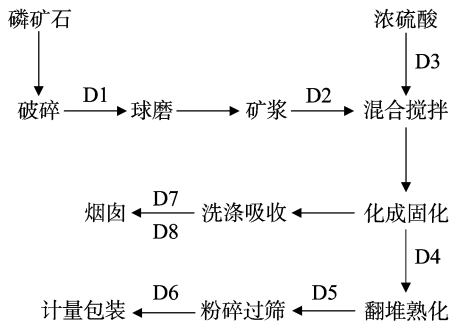 磷矿石 浓硫酸
D3
D1 D2
破碎 球磨 矿浆 混合搅拌
D7
烟囱 洗涤吸收 化成固化
D8
D4
D6 D5
计量包装 粉碎过筛 翻堆熟化